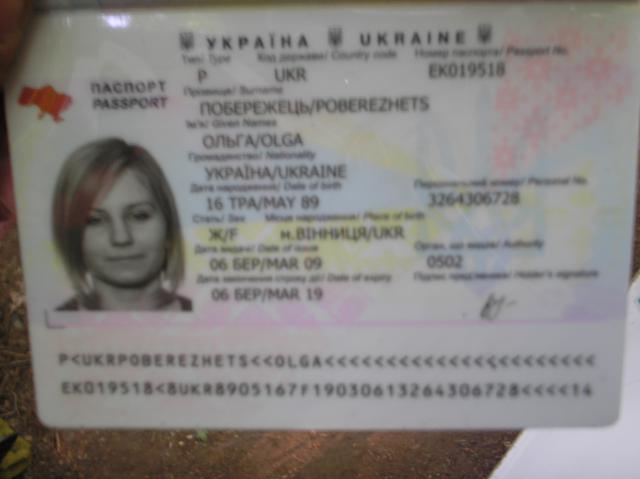 УКРАЇНА UKRAINE
Тип/ Type Код держави/ Country code Номер паспорта/ Passport No.
P UKR EK019518
ПАСПОРТ
PASSPORT
Прізвище/ Surname
ПОБЕРЕЖЕЦЬ/POBEREZHETS
Ім'я/ Given Names
ОЛЬГА/OLGA
Громадянство/ Nationality
УКРАЇНА/UKRAINE
Дата народження/ Date of birth Персональний номер/ Personal No.
16 ТРА/MAY 89 3264306728
Стать/ Sex Місце народження/ Place of birth
Ж/F м.ВІННИЦЯ/UKR
Дата видачі/ Date of issue Орган, що видав/ Authority
06 БЕР/MAR 09 0502
Дата закінчення строку дії/ Date of expiry Підпис пред'явника/ Holder's signature
06 БЕР/MAR 19
P<UKRPOBEREZHETS<<OLGA<<<<<<<<<<<<<<<<<<<<<<
EK019518<8UKR8905167F19030613264306728<<<<14